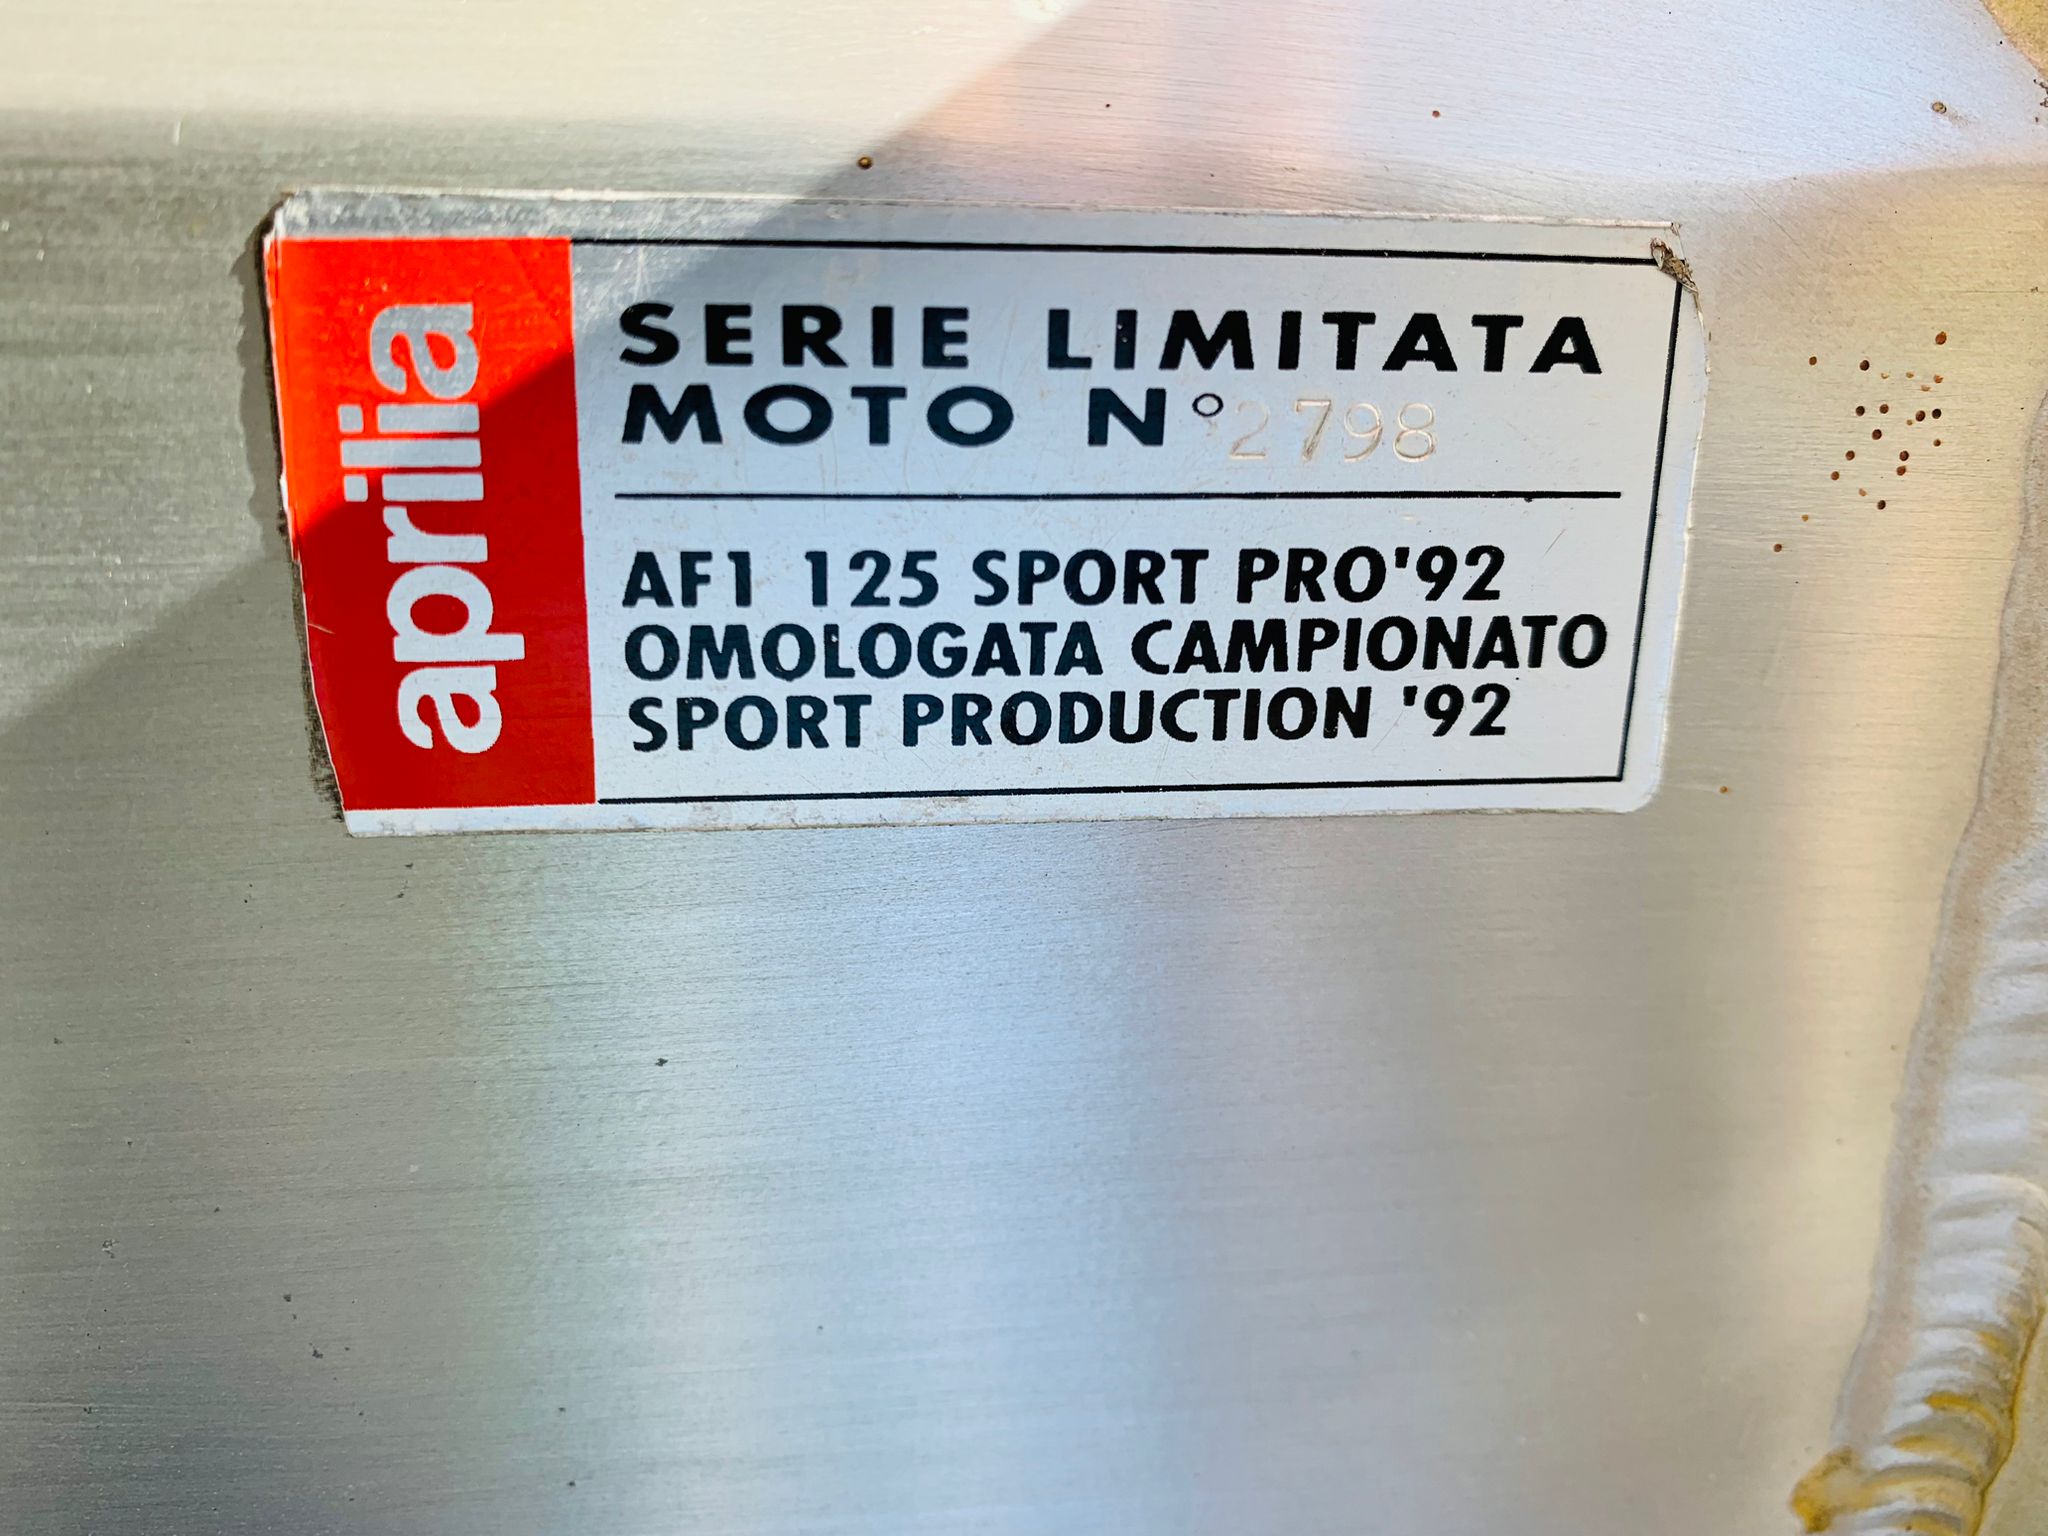 aprilia
SERIE LIMITATA
MOTO N° 2798
AF1 125 SPORT PRO'92
OMOLOGATA CAMPIONATO
SPORT PRODUCTION '92